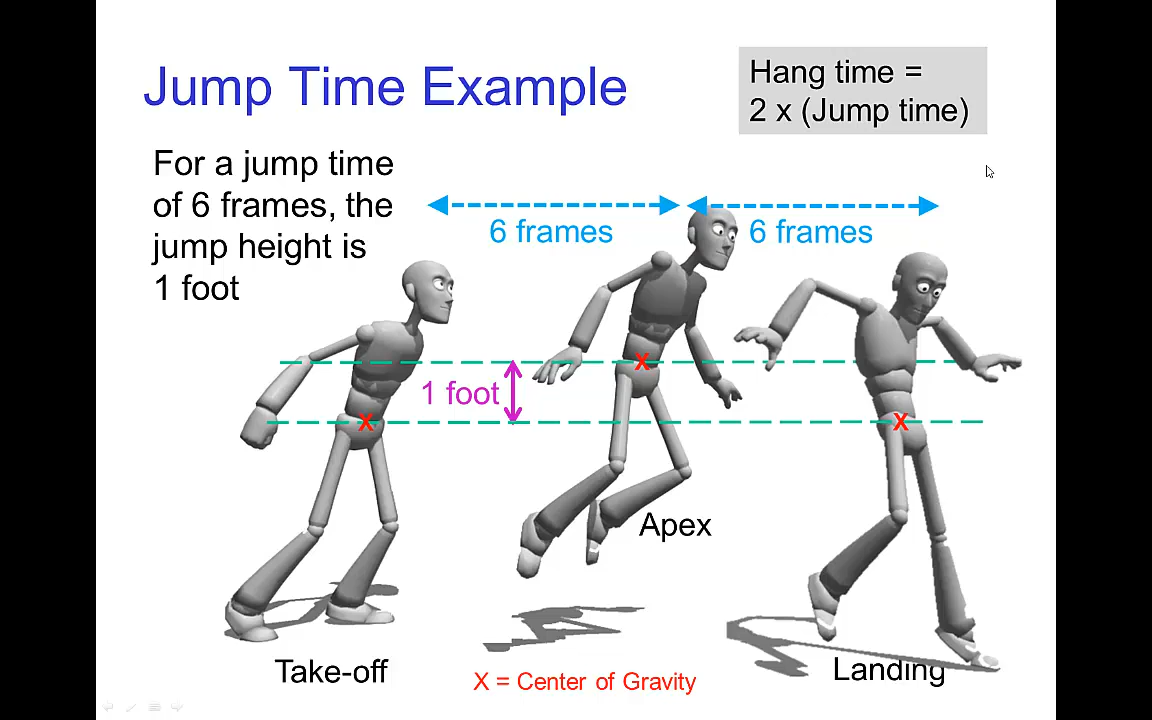 Jump Time Example
Hang time =
2 x (Jump time)
For a jump time
of 6 frames, the
jump height is
1 foot
6 frames
6 frames
X
1 foot
X
X
Apex
Take-off
X = Center of Gravity
Landing